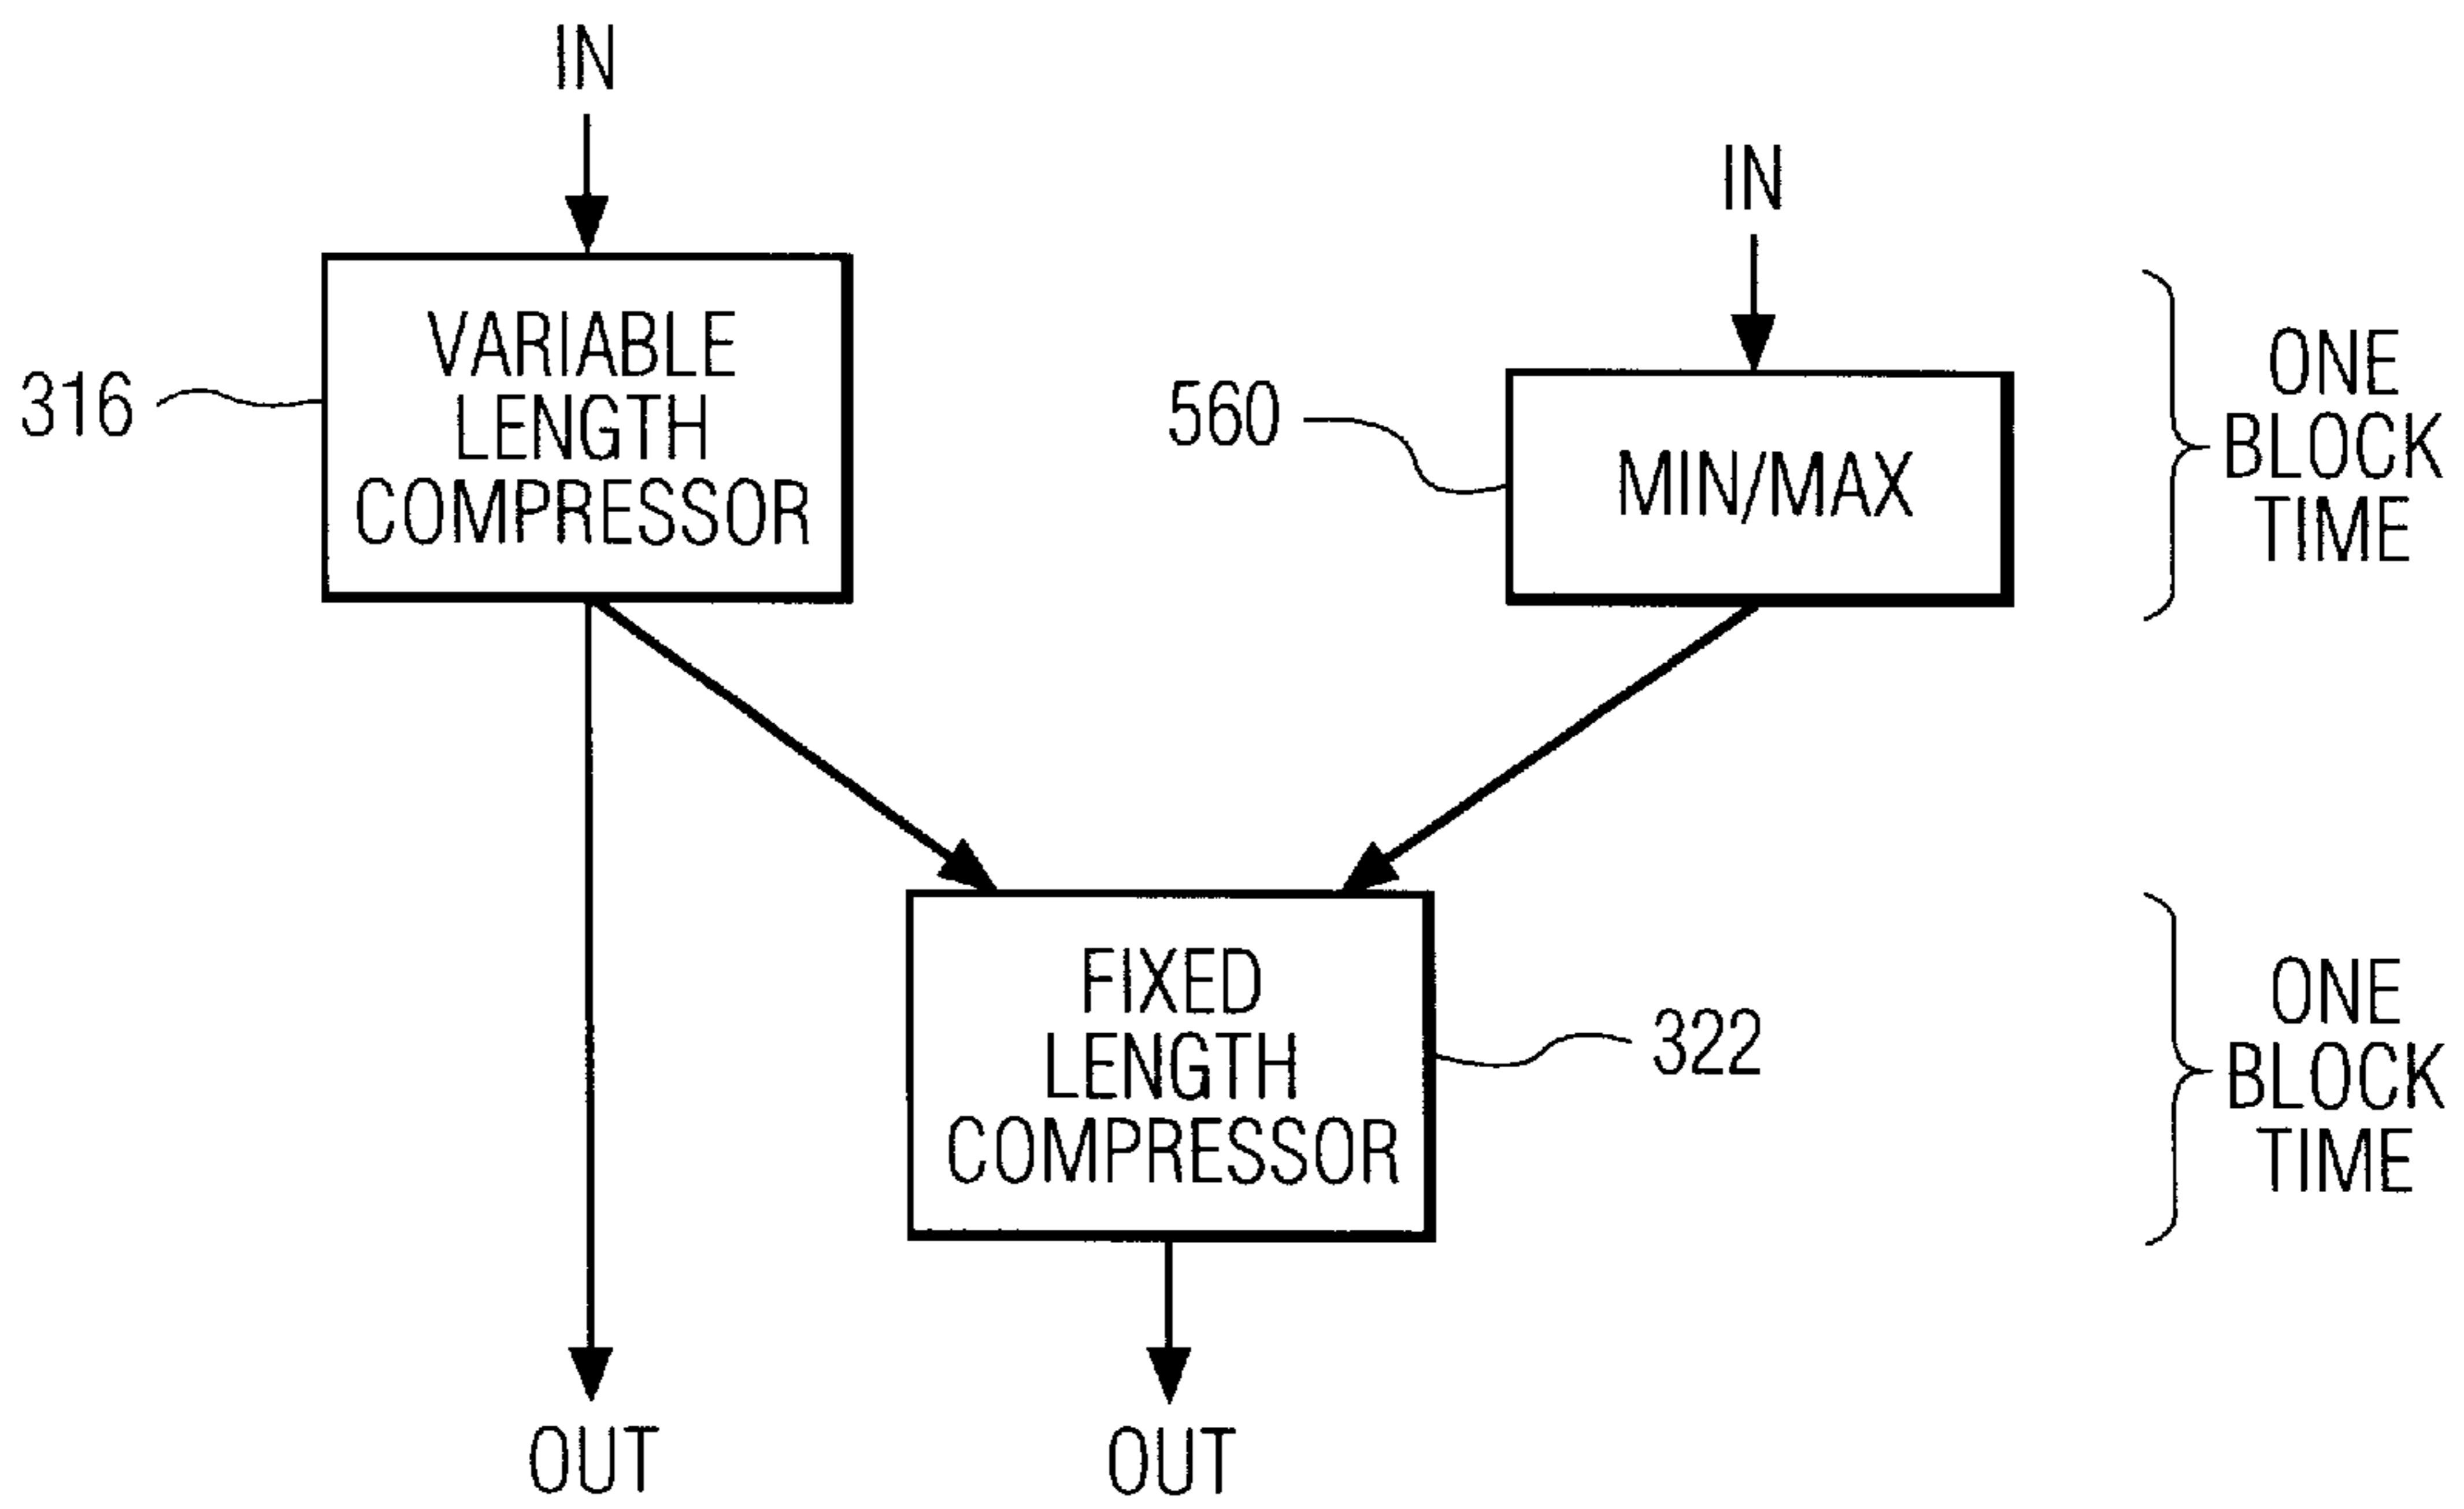 IN
IN
316
VARIABLE
LENGTH
COMPRESSOR
560
MIN/MAX
ONE
BLOCK
TIME
FIXED
LENGTH
COMPRESSOR
322
ONE
BLOCK
TIME
OUT
OUT